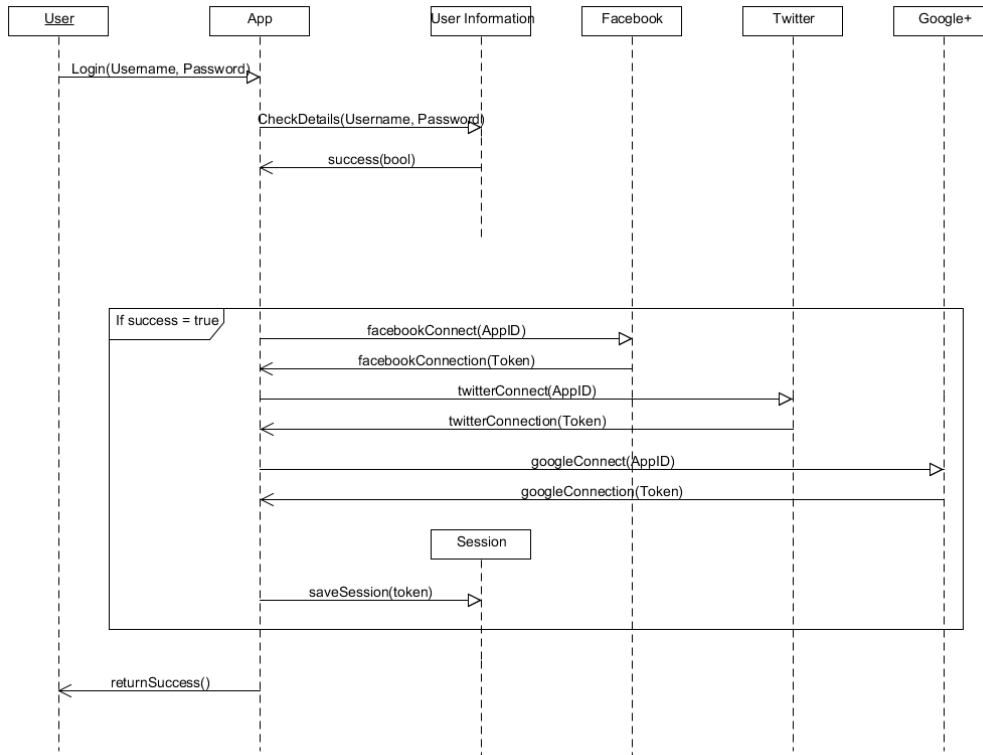 User
App
User Information
Facebook
Twitter
Google+
Login(Username, Password)
CheckDetails(Username, Password)
success(bool)
If success = true
facebookConnect(AppID)
facebookConnection(Token)
twitterConnect(AppID)
twitterConnection(Token)
googleConnect(AppID)
googleConnection(Token)
Session
saveSession(token)
returnSuccess()